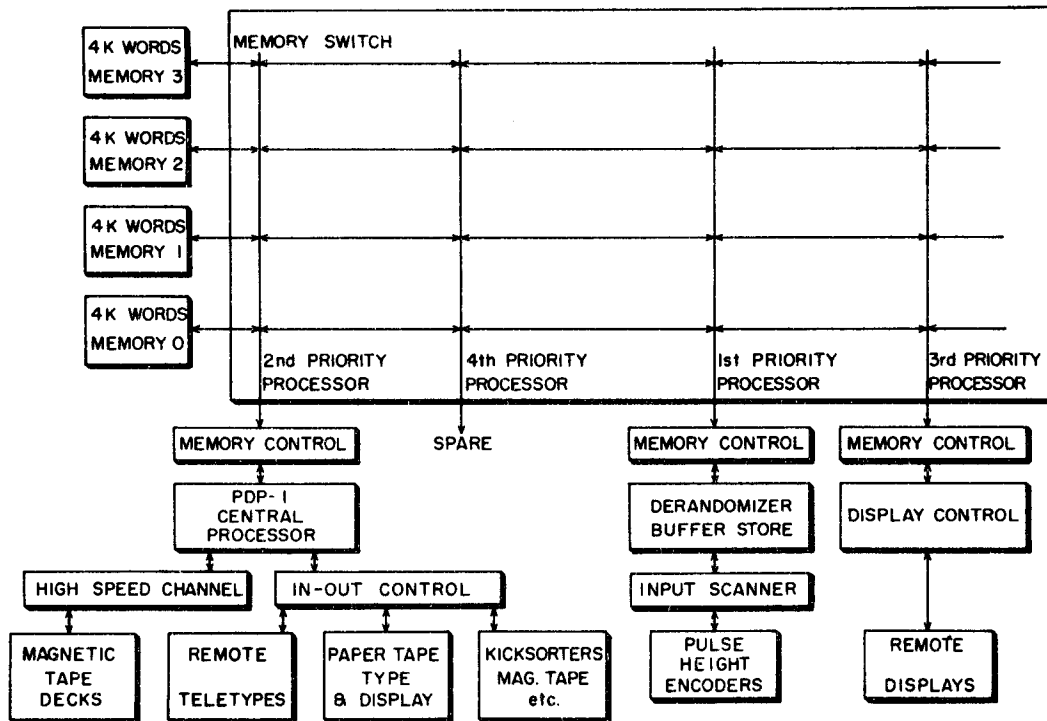 MEMORY SWITCH
4K WORDS
MEMORY 3
4K WORDS
MEMORY 2
4K WORDS
MEMORY 1
4K WORDS
MEMORY 0
2nd PRIORITY
PROCESSOR
4th PRIORITY
PROCESSOR
1st PRIORITY
PROCESSOR
3rd PRIORITY
PROCESSOR
MEMORY CONTROL
SPARE
MEMORY CONTROL
MEMORY CONTROL
PDP-1
CENTRAL
PROCESSOR
DERANDOMIZER
BUFFER STORE
DISPLAY CONTROL
HIGH SPEED CHANNEL
IN-OUT CONTROL
INPUT SCANNER
MAGNETIC
TAPE
DECKS
REMOTE
TELETYPES
PAPER TAPE
TYPE
& DISPLAY
KICKSORTERS
MAG. TAPE
etc.
PULSE
HEIGHT
ENCODERS
REMOTE
DISPLAYS